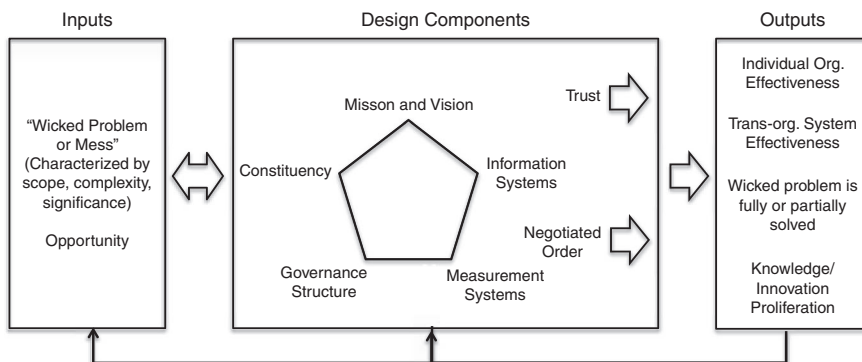 Inputs
Design Components
Outputs
“Wicked Problem
or Mess”
(Characterized by
scope, complexity,
significance)
Opportunity
Misson and Vision
Constituency
Information
Systems
Governance
Structure
Measurement
Systems
Trust
Negotiated
Order
Individual Org.
Effectiveness
Trans-org. System
Effectiveness
Wicked problem is
fully or partially
solved
Knowledge/
Innovation
Proliferation